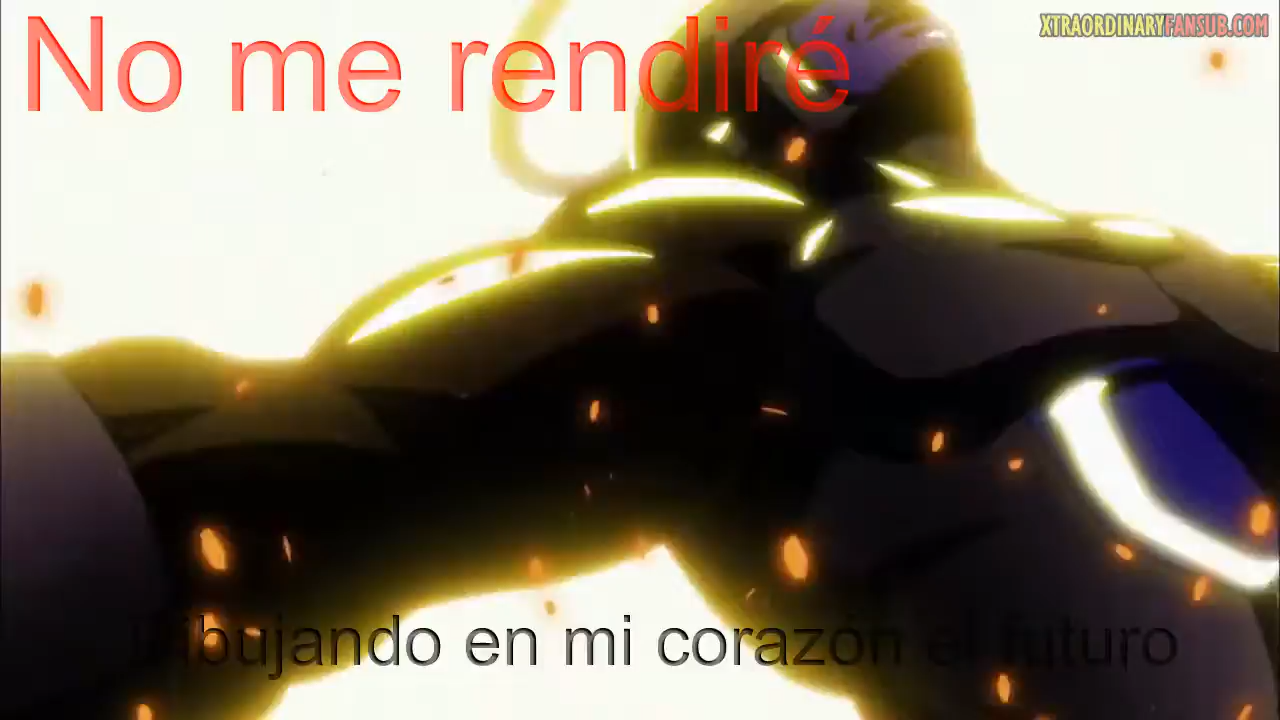 XTRAORDINARYFANSUB.COM
No me rendiré
Dibujando en mi corazón el futuro